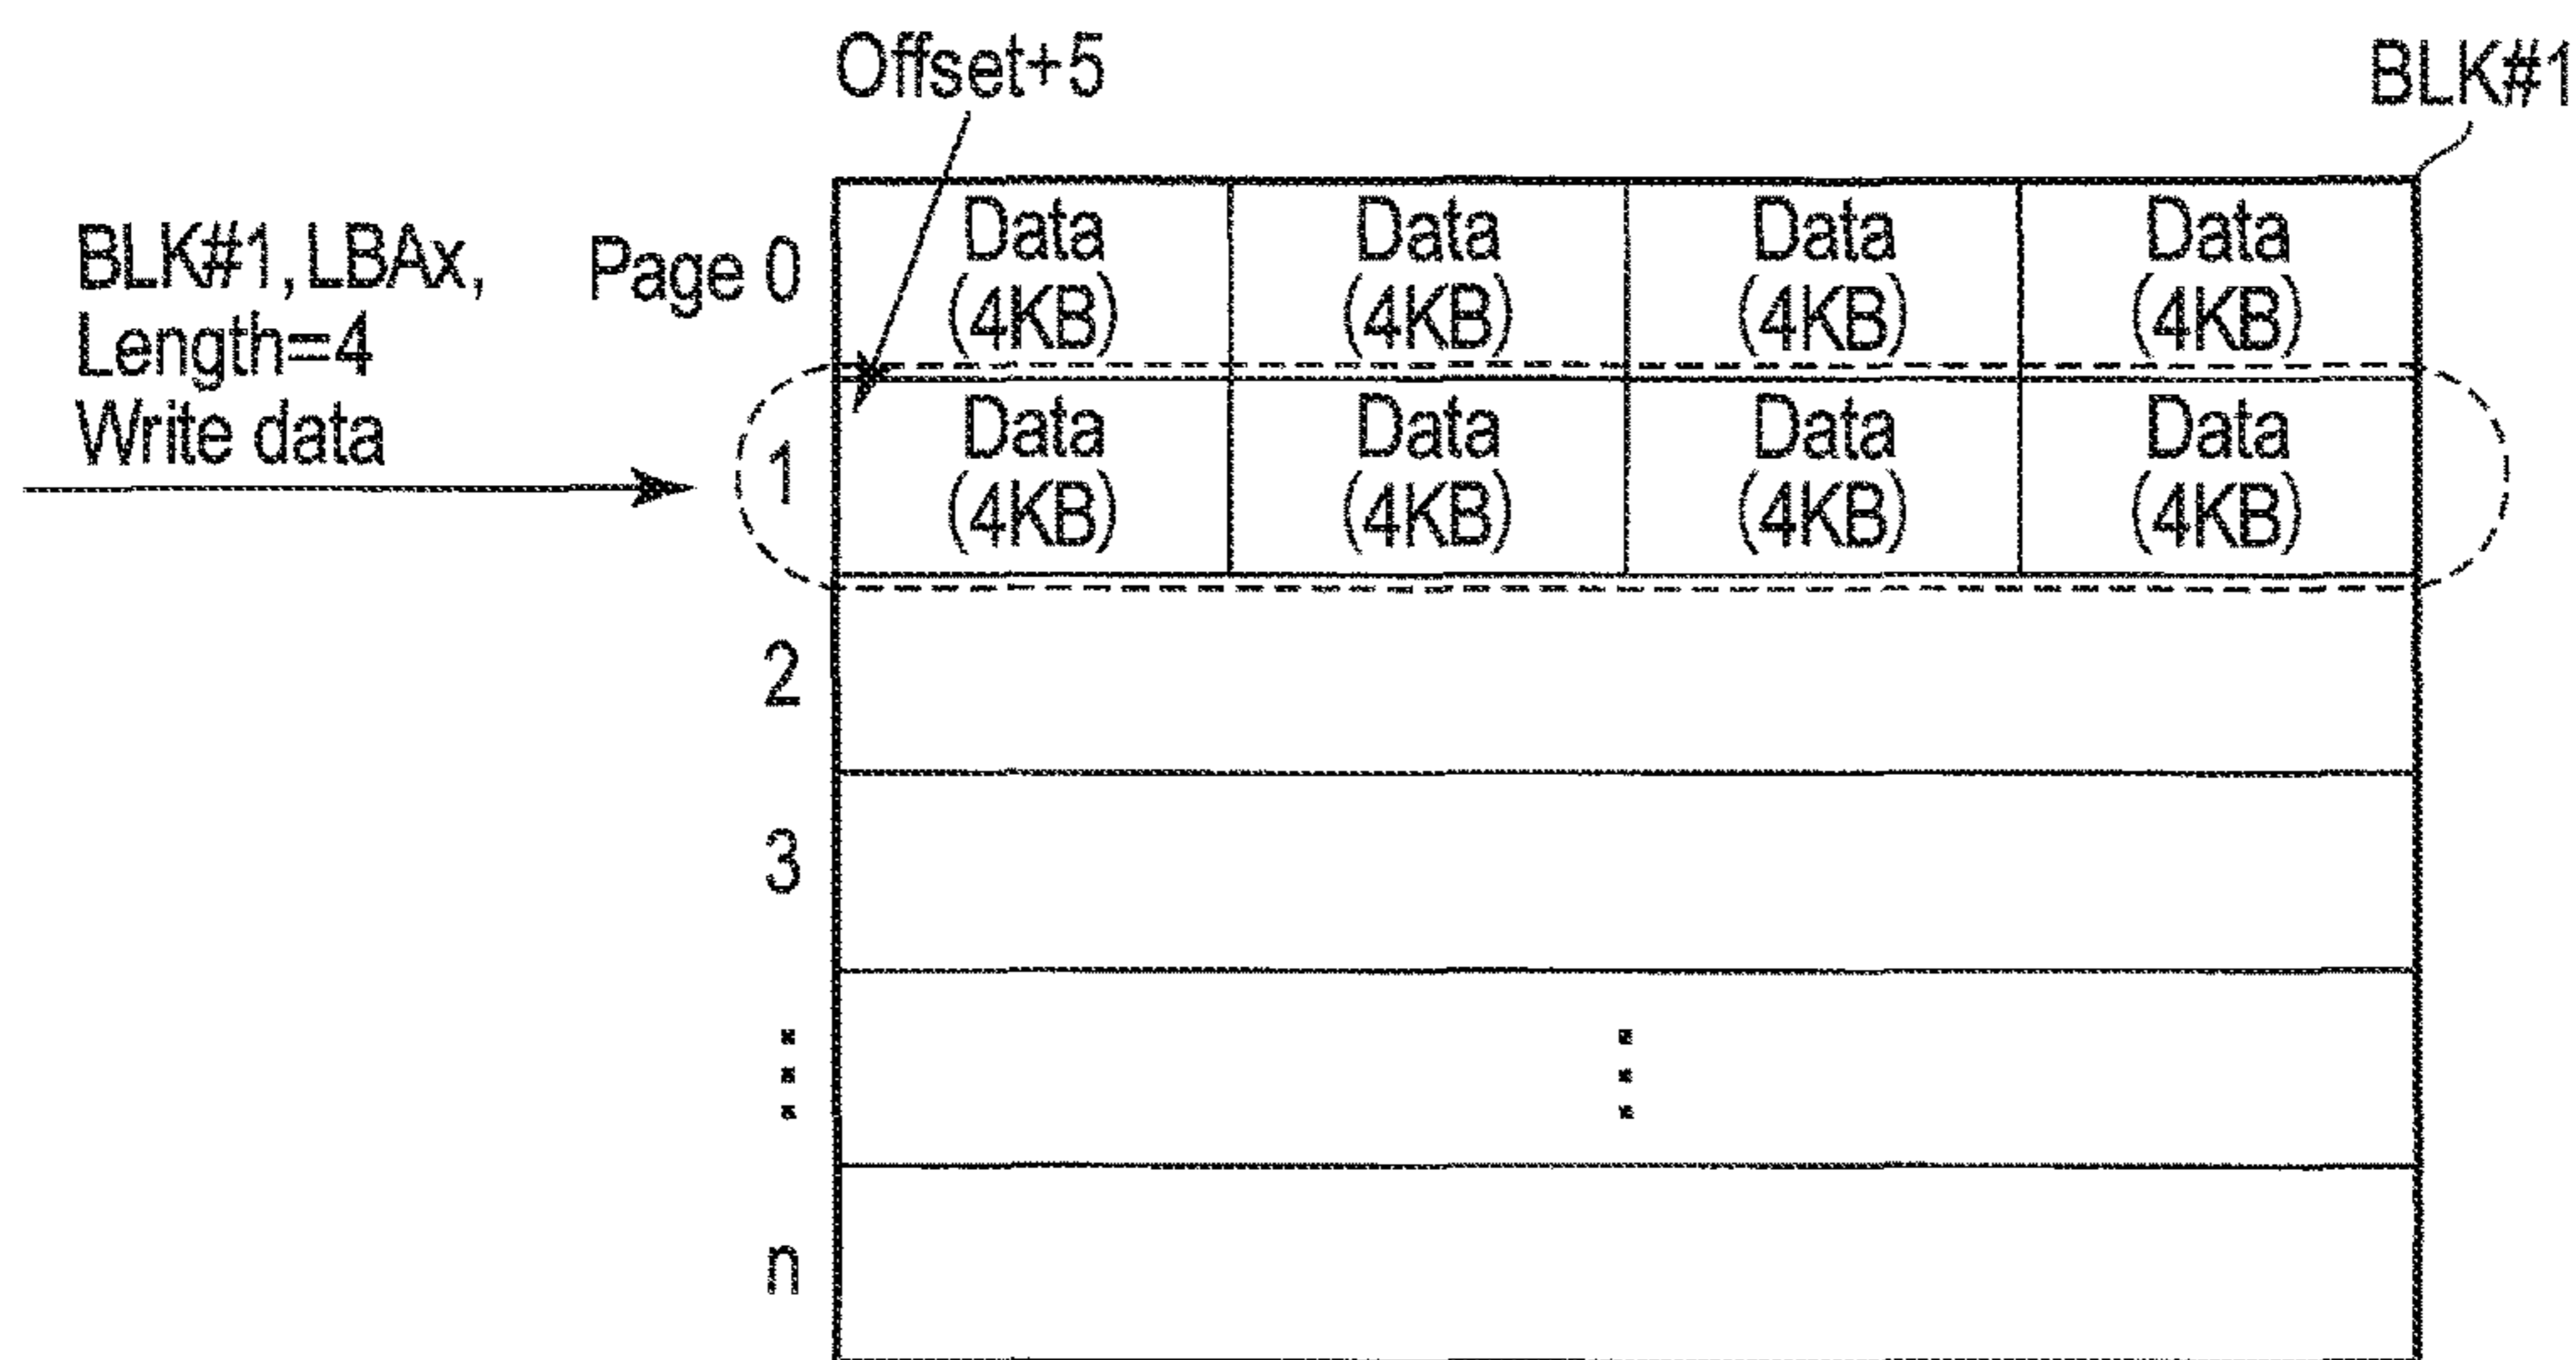 Offset+5
BLK#1
BLK#1, LBAx,
Length=4
Write data
Page 0
Data
(4KB)
Data
(4KB)
Data
(4KB)
Data
(4KB)
1
Data
(4KB)
Data
(4KB)
Data
(4KB)
Data
(4KB)
2
3
n